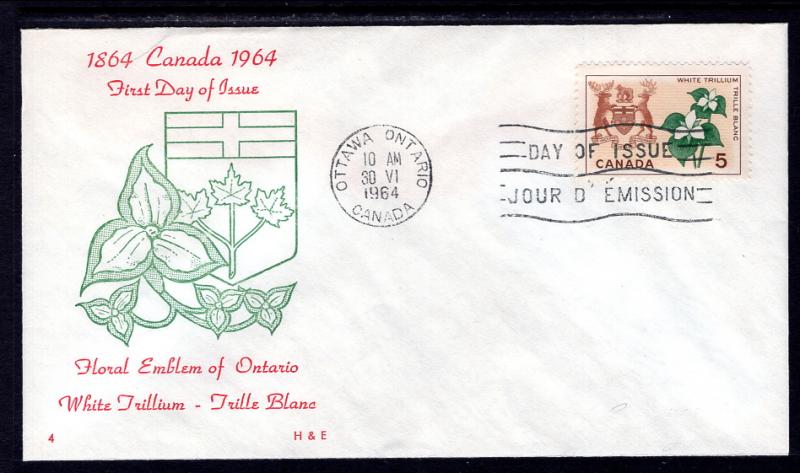 1864 Canada 1964
First Day of Issue
WHITE TRILLIUM
TRILLE BLANC
CANADA 5
OTTAWA ONTARIO
10 AM
30 VI
1964
CANADA
DAY OF ISSUE
JOUR D' ÉMISSION
Floral Emblem of Ontario
White Trillium - Trille Blanc
4 H & E